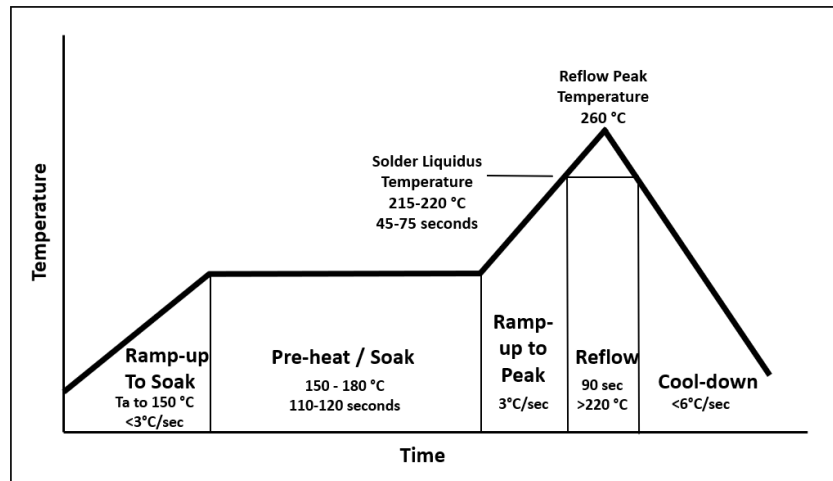 Reflow Peak
Temperature
260 °C
Solder Liquidus
Temperature
215-220 °C
45-75 seconds
Temperature
Ramp-up
To Soak
Ta to 150 °C
<3°C/sec
Pre-heat / Soak
150 - 180 °C
110-120 seconds
Ramp-
up to
Peak
3°C/sec
Reflow
90 sec
>220 °C
Cool-down
<6°C/sec
Time